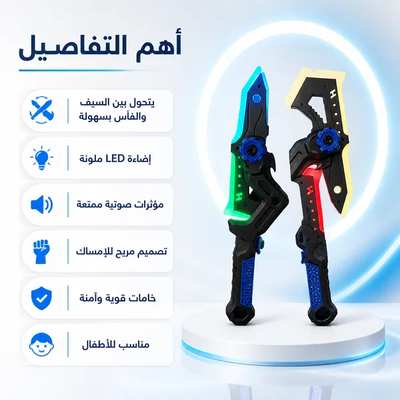 أهم التفاصيل
يتحول بين السيف
والفأس بسهولة
إضاءة LED ملونة
مؤثرات صوتية ممتعة
تصميم مريح للإمساك
خامات قوية وآمنة
مناسب للأطفال